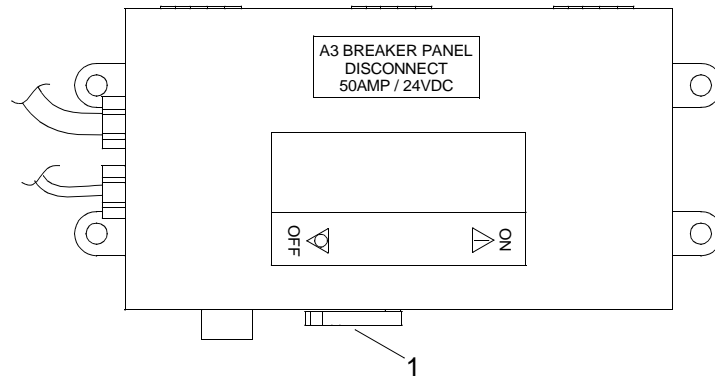 A3 BREAKER PANEL
DISCONNECT
50AMP / 24VDC
OFF
ON
1